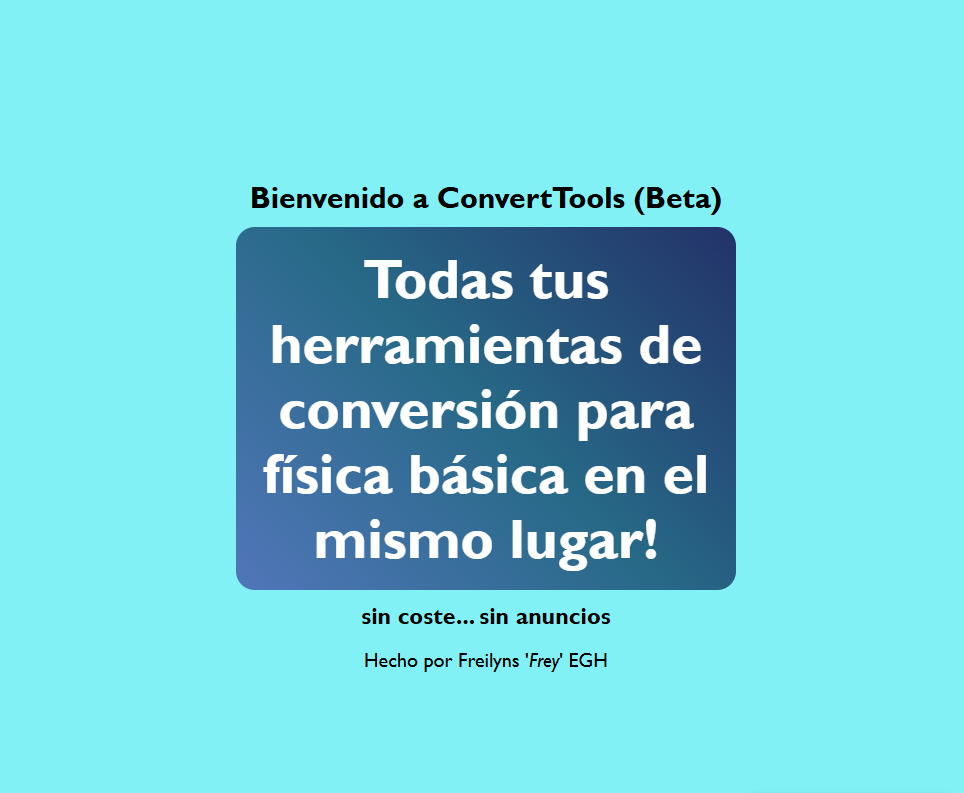 Bienvenido a ConvertTools (Beta)
Todas tus
herramientas de
conversión para
física básica en el
mismo lugar!
sin coste... sin anuncios
Hecho por Freilyns 'Frey' EGH